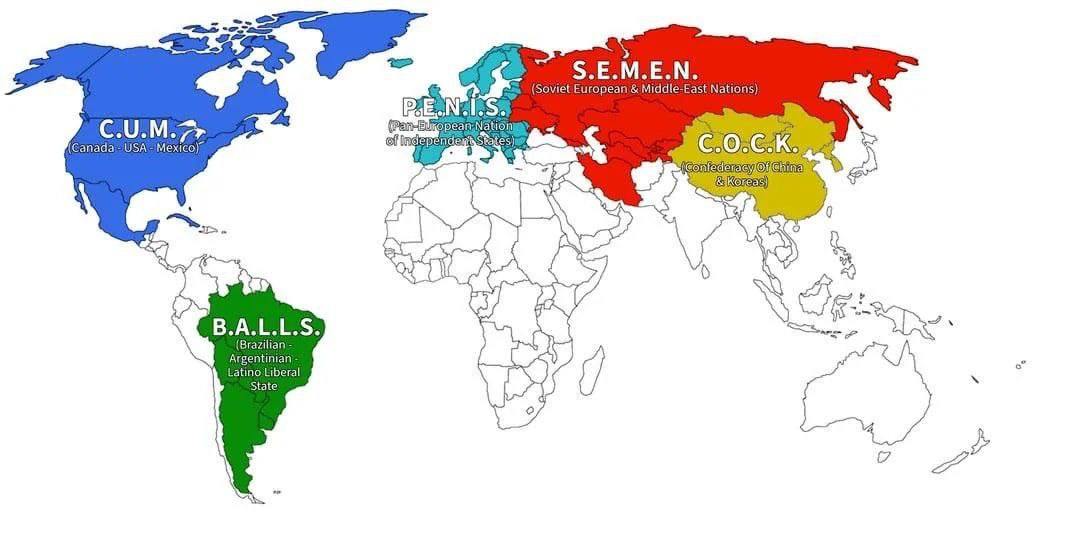 C.U.M.
(Canada - USA - Mexico)
P.E.N.I.S.
(Pan-European Nation
of Independent States)
S.E.M.E.N.
(Soviet European & Middle-East Nations)
C.O.C.K.
(Confederacy Of China
& Koreas)
B.A.L.L.S.
(Brazilian -
Argentinian -
Latino Liberal
State